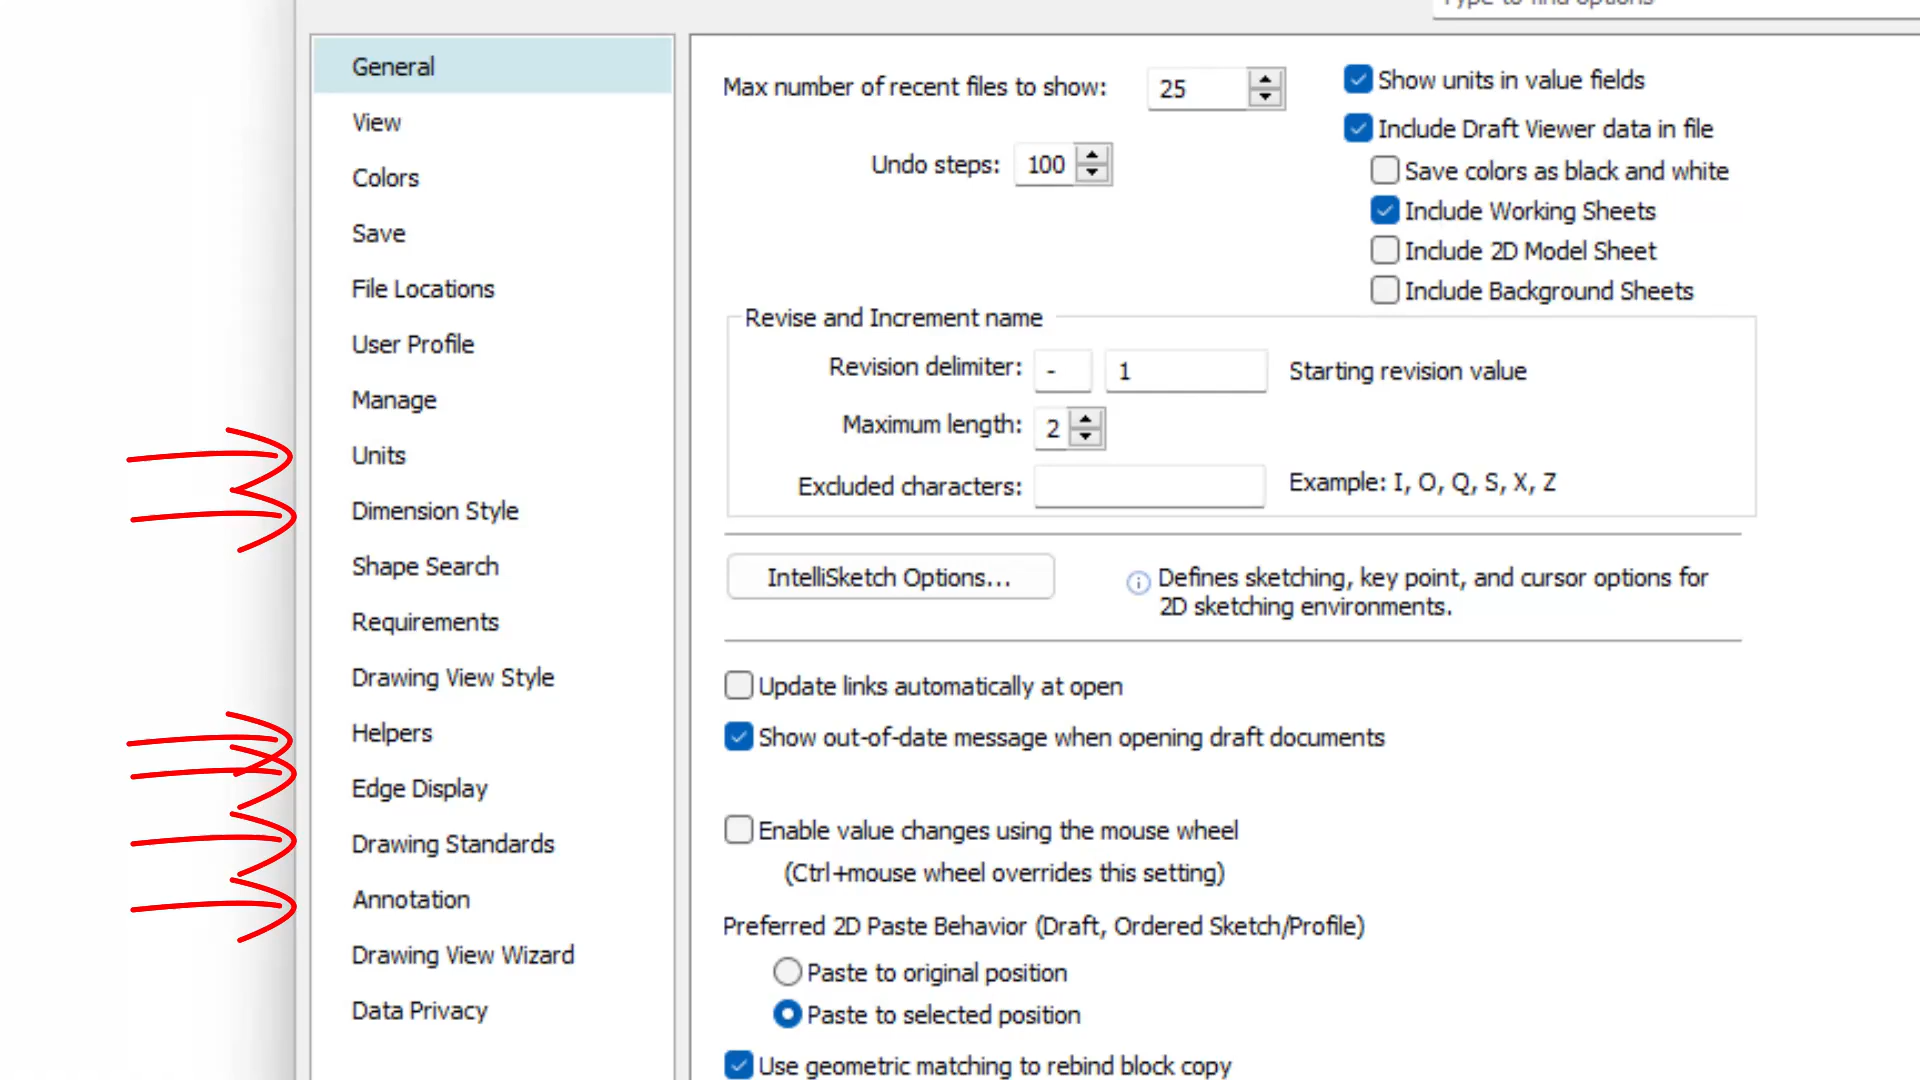 Type to find options
General
View
Colors
Save
File Locations
User Profile
Manage
Units
Dimension Style
Shape Search
Requirements
Drawing View Style
Helpers
Edge Display
Drawing Standards
Annotation
Drawing View Wizard
Data Privacy
Max number of recent files to show: 25
Undo steps: 100
Show units in value fields
Include Draft Viewer data in file
Save colors as black and white
Include Working Sheets
Include 2D Model Sheet
Include Background Sheets
Revise and Increment name
Revision delimiter: - 1 Starting revision value
Maximum length: 2
Excluded characters: Example: I, O, Q, S, X, Z
IntelliSketch Options...
Defines sketching, key point, and cursor options for
2D sketching environments.
Update links automatically at open
Show out-of-date message when opening draft documents
Enable value changes using the mouse wheel
(Ctrl+mouse wheel overrides this setting)
Preferred 2D Paste Behavior (Draft, Ordered Sketch/Profile)
Paste to original position
Paste to selected position
Use geometric matching to rebind block copy